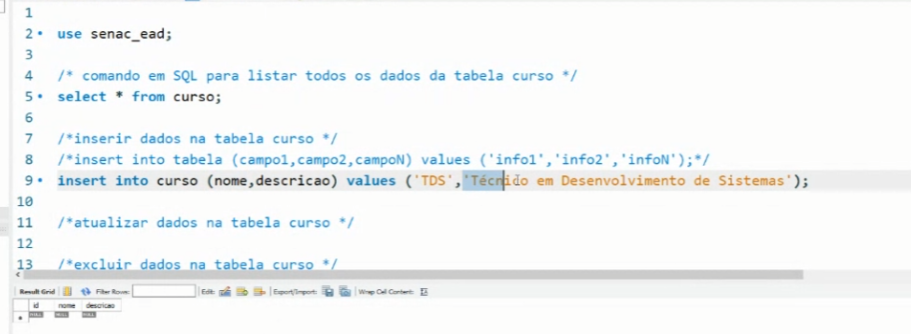 1
2 use senac_ead;
3
4 /* comando em SQL para listar todos os dados da tabela curso */
5 select * from curso;
6
7 /*inserir dados na tabela curso */
8 /*insert into tabela (campo1,campo2,campoN) values ('info1','info2','infoN');*/
9 insert into curso (nome,descricao) values ('TDS','Técnido em Desenvolvimento de Sistemas');
10
11 /*atualizar dados na tabela curso */
12
13 /*excluir dados na tabela curso */
Result Grid Filter Rows: Edit: Export/Import: Wrap Cell Content:
id nome descricao
NULL NULL NULL